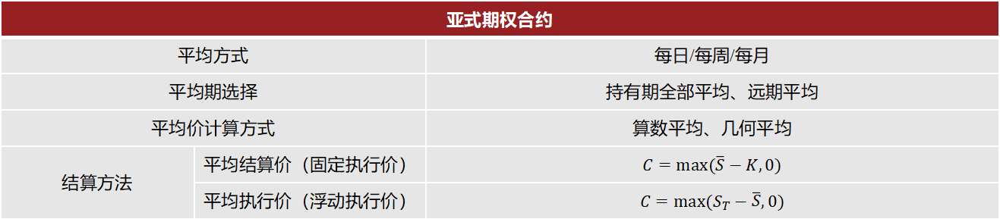 亚式期权合约
平均方式 每日/每周/每月
平均期选择 持有期全部平均、远期平均
平均价计算方式 算数平均、几何平均
结算方法
平均结算价（固定执行价） C = max(S̅ − K, 0)
平均执行价（浮动执行价） C = max(S_T − S̅, 0)